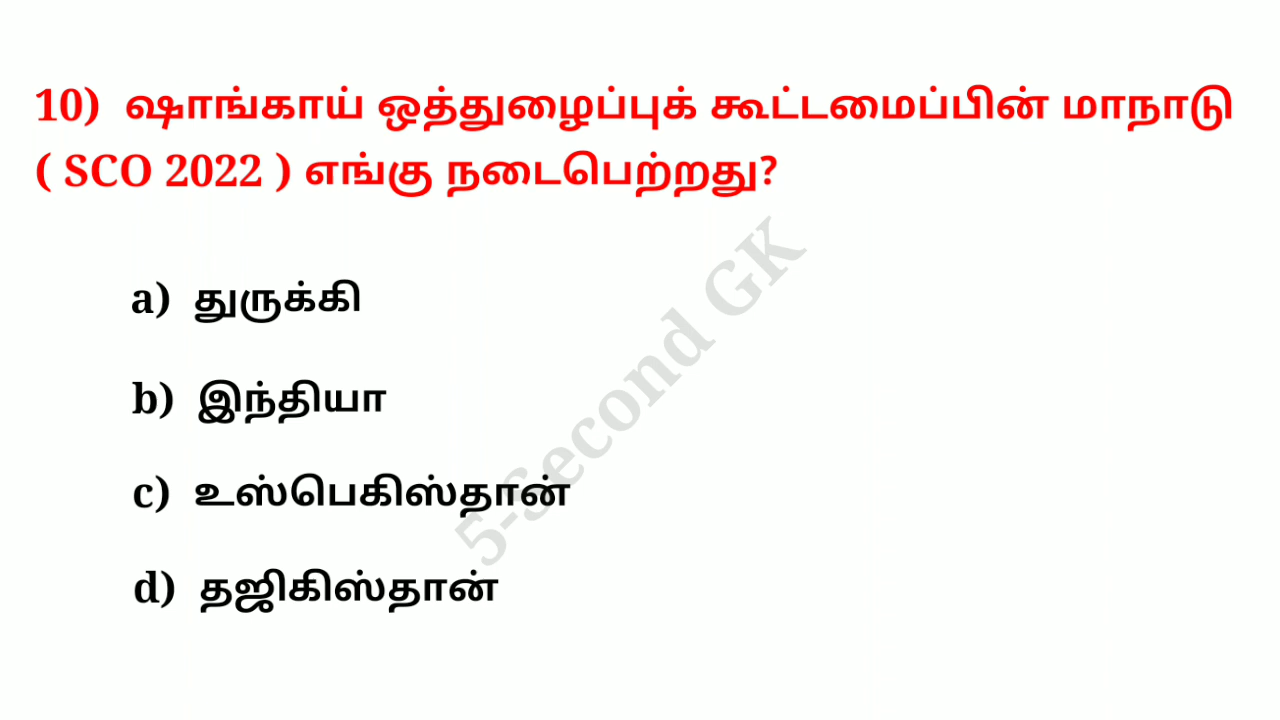 10) ஷாங்காய் ஒத்துழைப்புக் கூட்டமைப்பின் மாநாடு
( SCO 2022 ) எங்கு நடைபெற்றது?
a) துருக்கி
b) இந்தியா
c) உஸ்பெகிஸ்தான்
d) தஜிகிஸ்தான்
5-Second GK